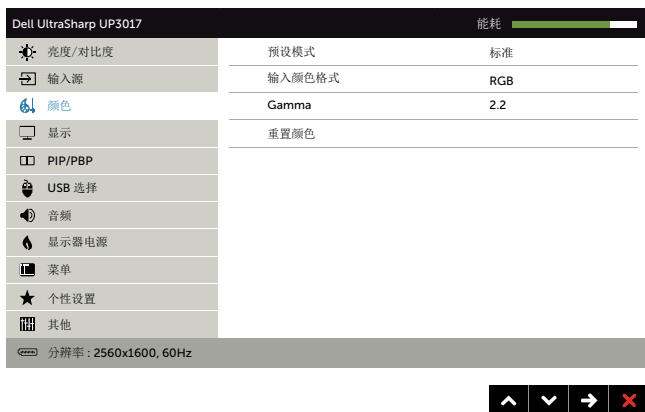 Dell UltraSharp UP3017 能耗
亮度/对比度 预设模式 标准
输入源 输入颜色格式 RGB
颜色 Gamma 2.2
显示 重置颜色
PIP/PBP
USB 选择
音频
显示器电源
菜单
个性设置
其他
分辨率 : 2560x1600, 60Hz